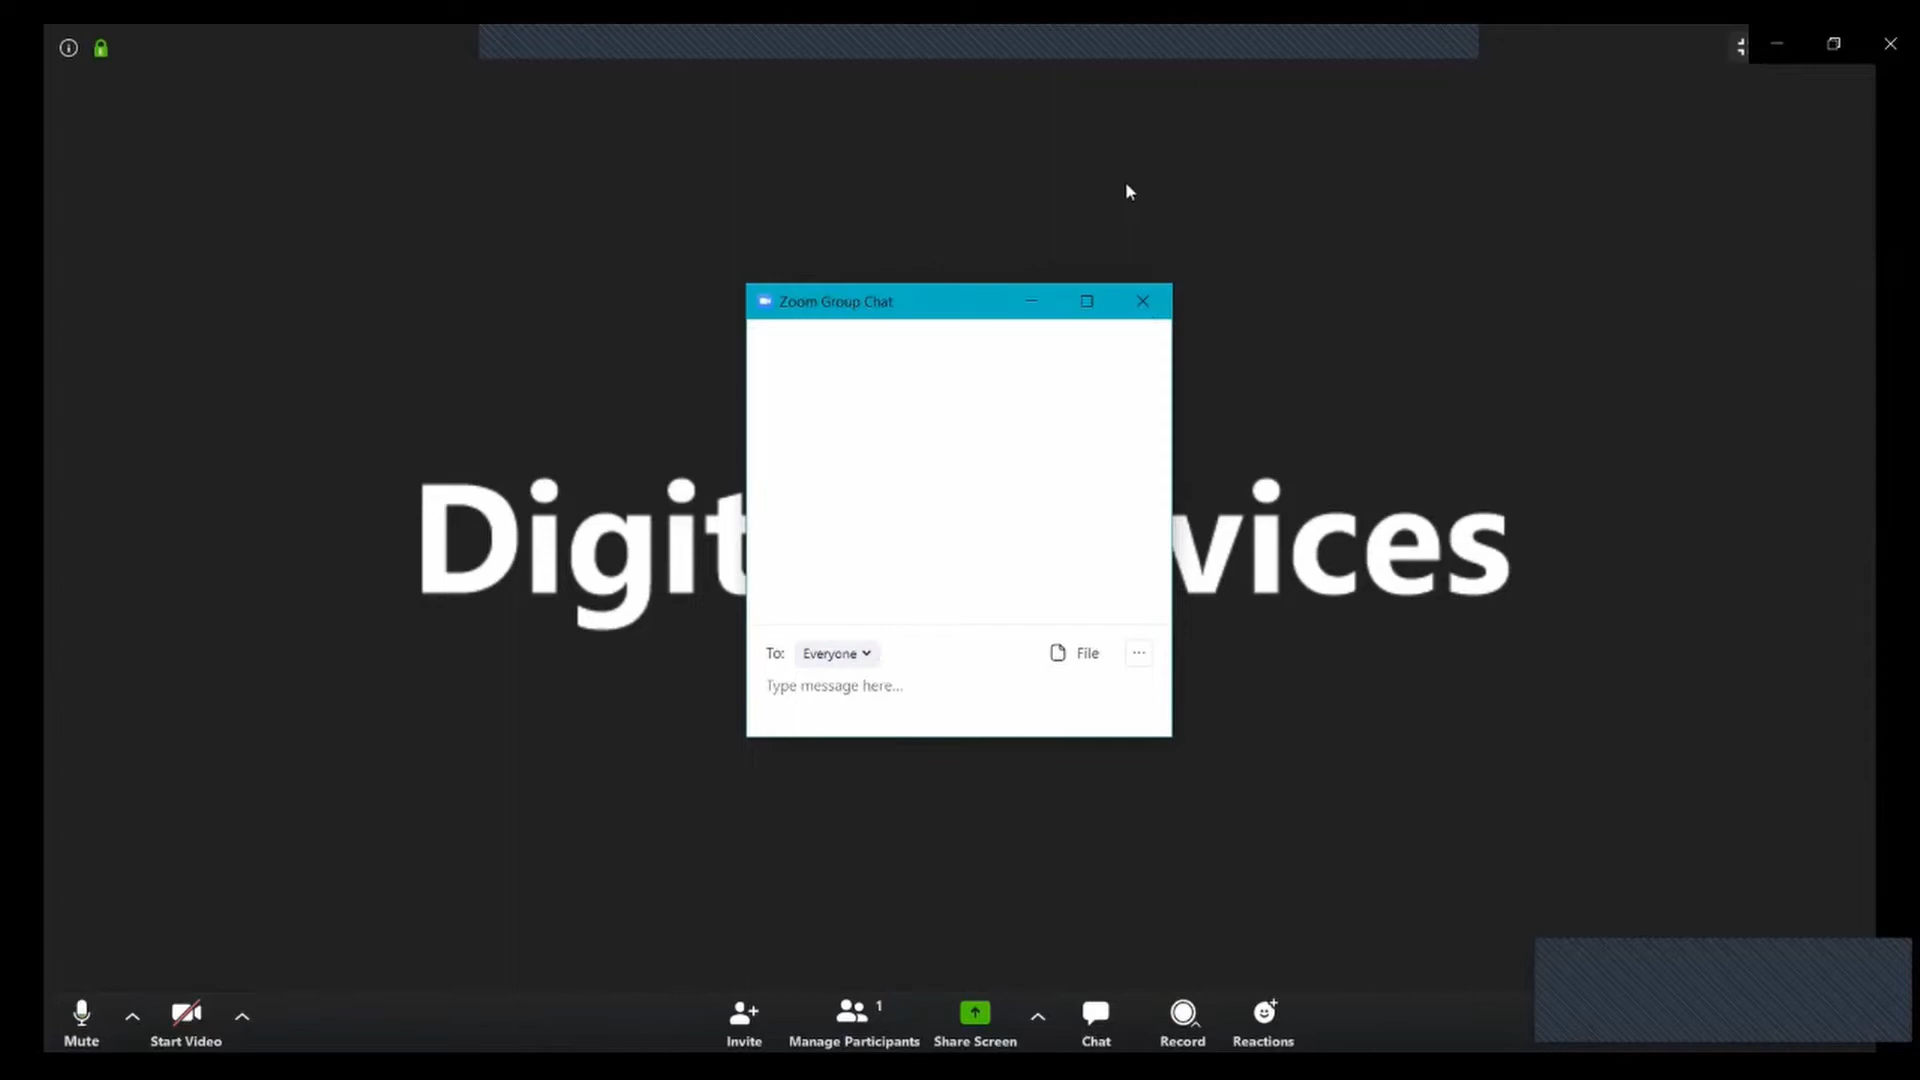 Zoom Group Chat
Digit vices
To: Everyone File
Type message here...
1
Mute Start Video Invite Manage Participants Share Screen Chat Record Reactions